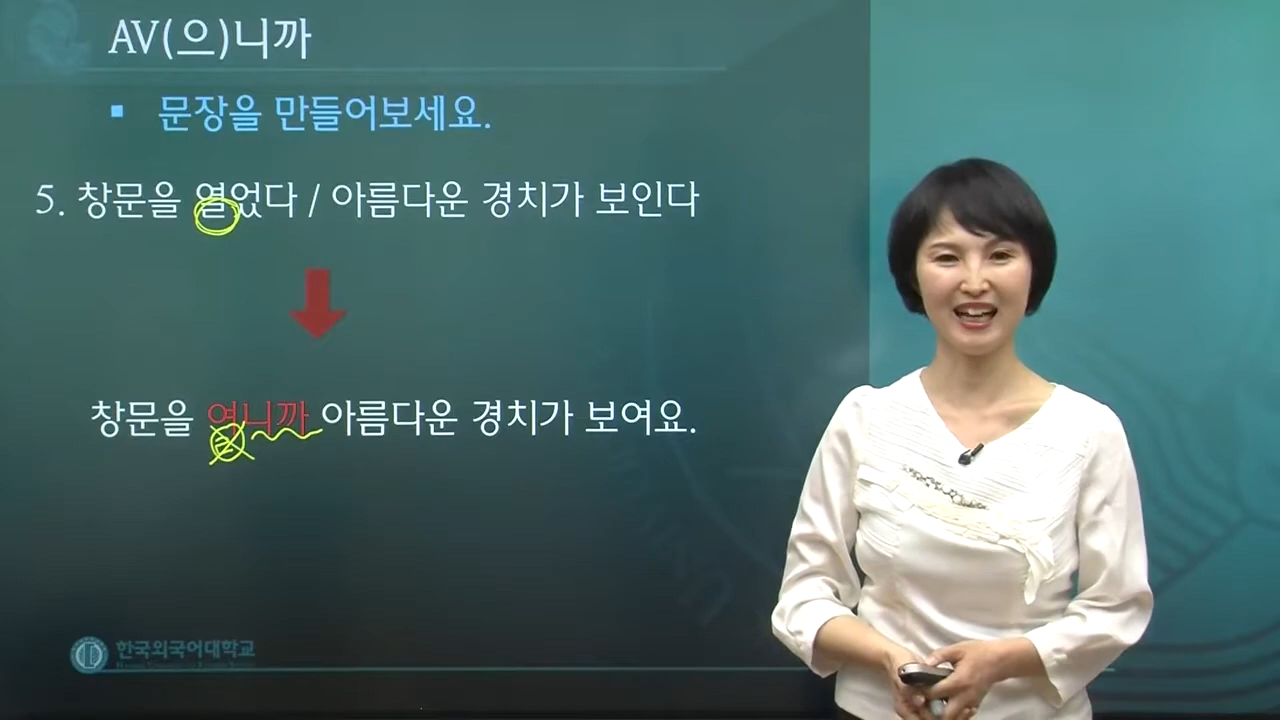 AV(으)니까
▪ 문장을 만들어보세요.
5. 창문을 열었다 / 아름다운 경치가 보인다
창문을 여니까 아름다운 경치가 보여요.
한국외국어대학교